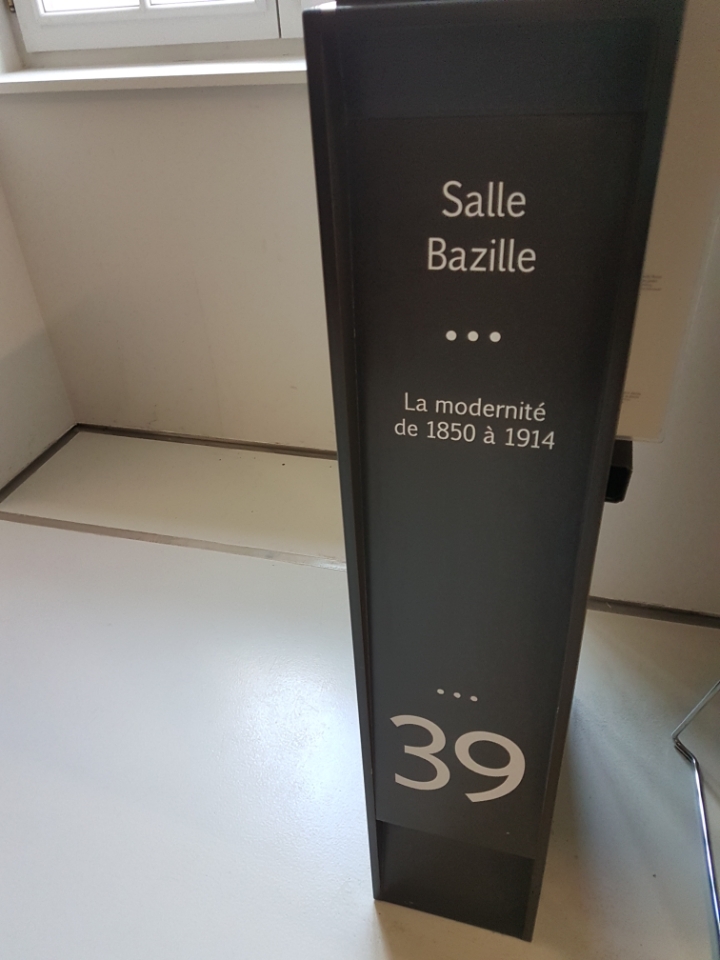 Salle
Bazille
•••
La modernité
de 1850 à 1914
•••
39